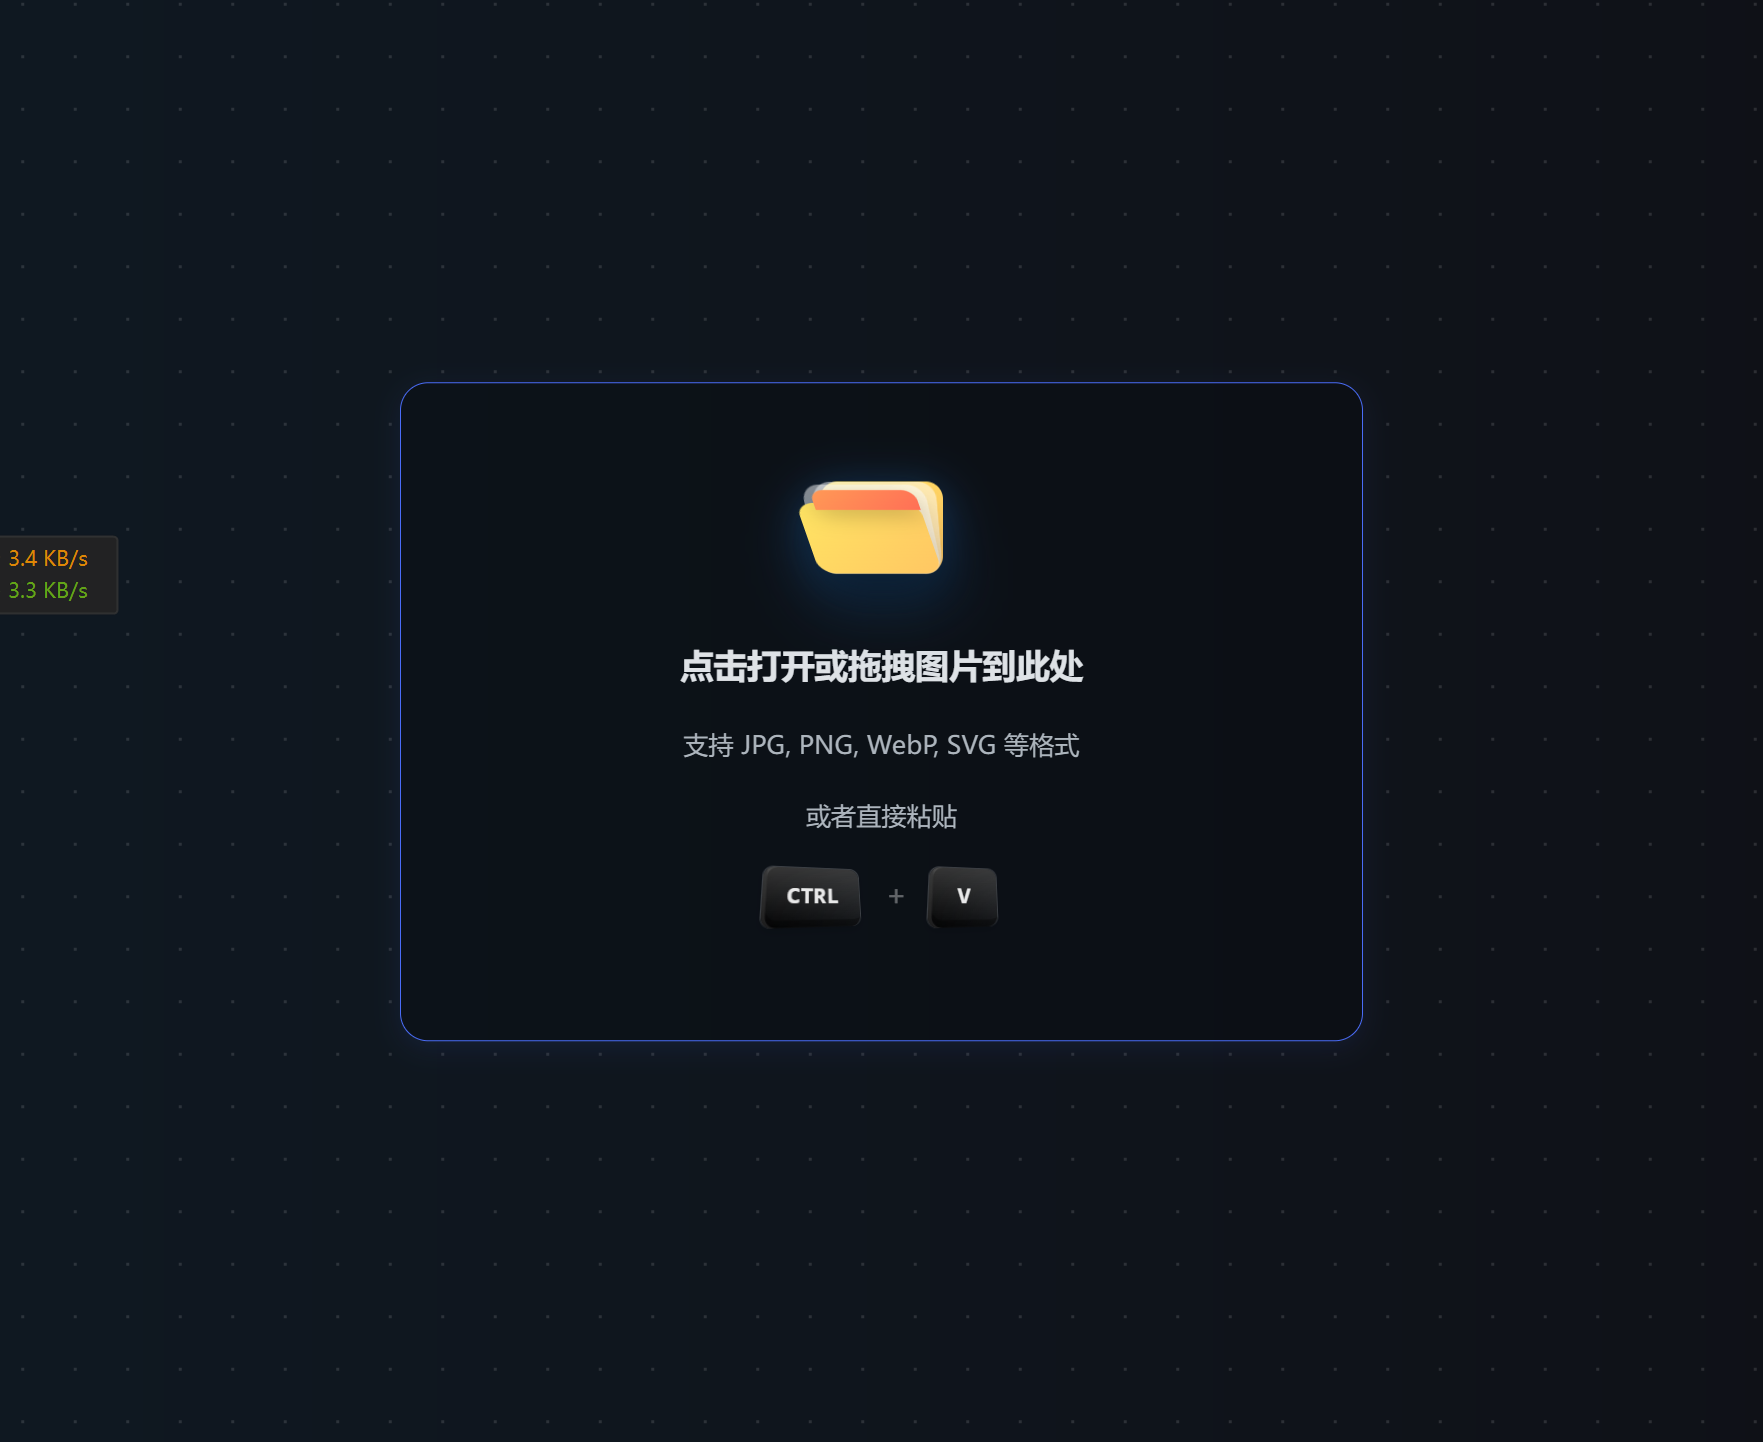 3.4 KB/s
3.3 KB/s
点击打开或拖拽图片到此处
支持 JPG, PNG, WebP, SVG 等格式
或者直接粘贴
CTRL + V